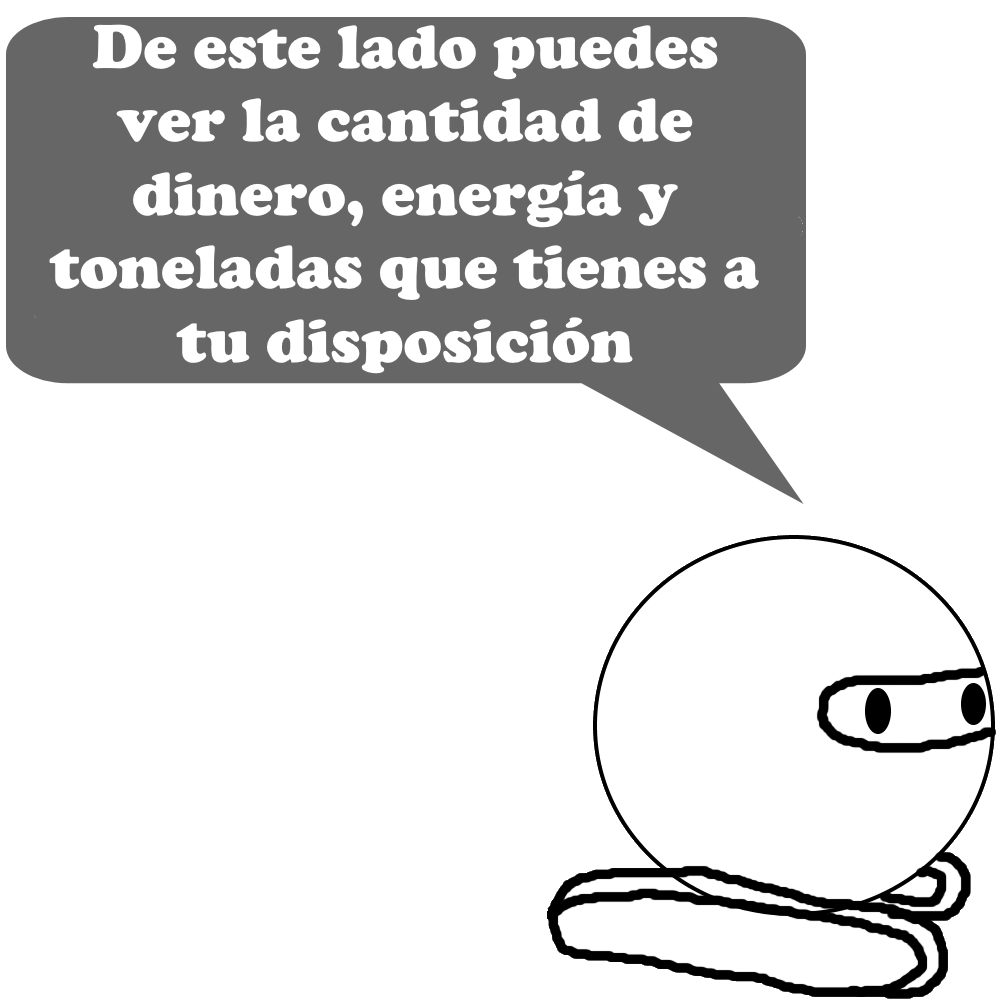 De este lado puedes
ver la cantidad de
dinero, energía y
toneladas que tienes a
tu disposición